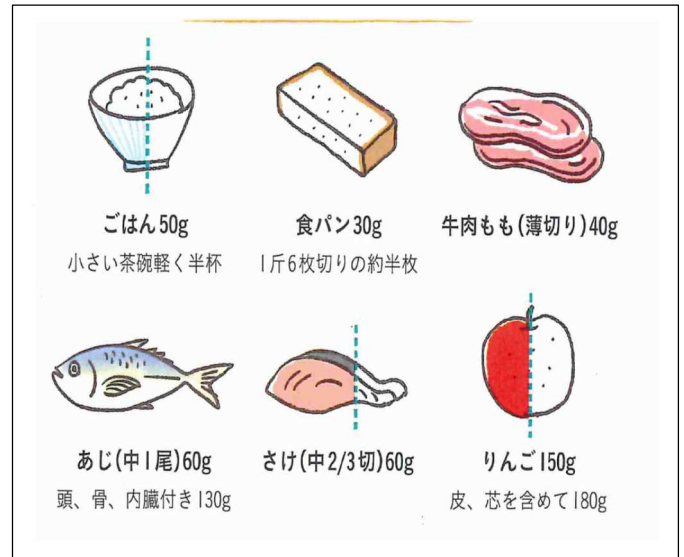 ごはん50g
食パン30g
牛肉もも(薄切り)40g
小さい茶碗軽く半杯
1斤6枚切りの約半枚
あじ(中1尾)60g
さけ(中2/3切)60g
りんご150g
頭、骨、内臓付き130g
皮、芯を含めて180g